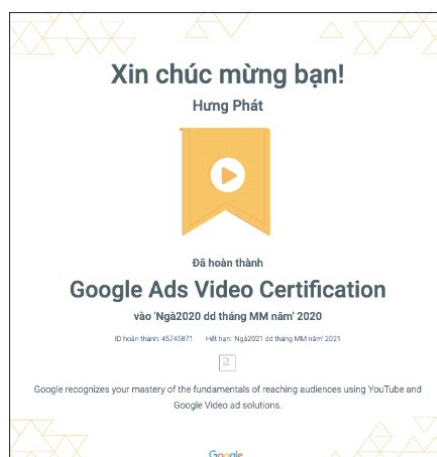 Xin chúc mừng bạn!
Hưng Phát
Đã hoàn thành
Google Ads Video Certification
vào 'Ngà2020 dd tháng MM năm' 2020
ID hoàn thành: 45745871 Hết hạn: 'Ngà2021 dd tháng MM năm' 2021
Google recognizes your mastery of the fundamentals of reaching audiences using YouTube and
Google Video ad solutions.
Google